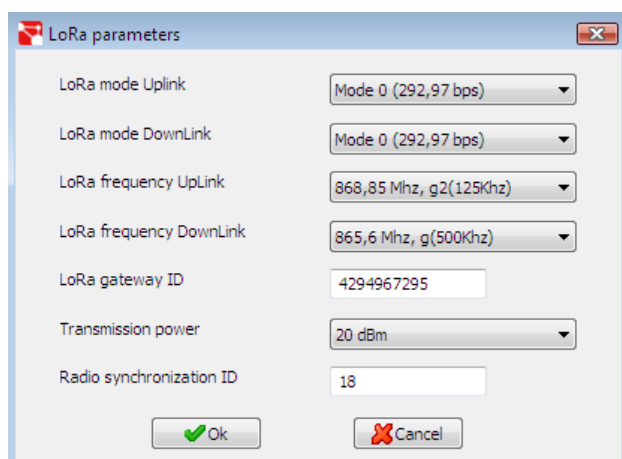 LoRa parameters
LoRa mode Uplink Mode 0 (292,97 bps)
LoRa mode DownLink Mode 0 (292,97 bps)
LoRa frequency UpLink 868,85 Mhz, g2(125Khz)
LoRa frequency DownLink 865,6 Mhz, g(500Khz)
LoRa gateway ID 4294967295
Transmission power 20 dBm
Radio synchronization ID 18
Ok Cancel